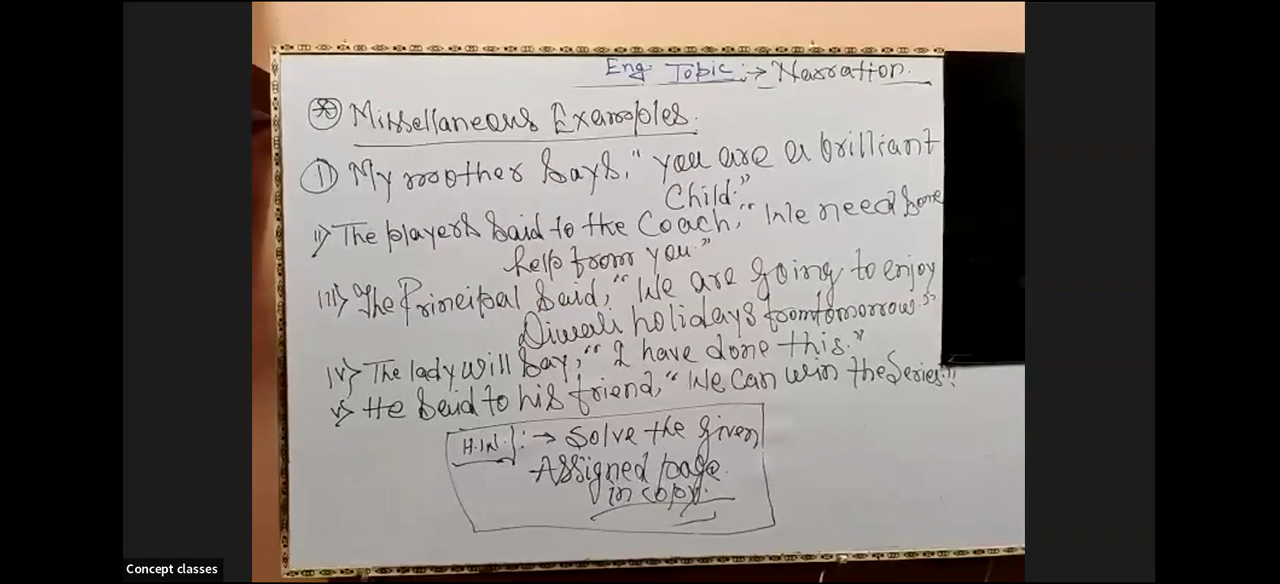 Eng. Topic :→ Narration.
* Missellaneous Examples.
I) My mother says, "you are a brilliant
Child."
II) The players said to the Coach, "We need some
help from you."
III) The Principal said, "We are going to enjoy
Diwali holidays from tomorrow."
IV) The lady will say, "I have done this."
V) He said to his friend, "We can win the Series."
H.W. :→ Solve the given
Assigned page
in copy.
Concept classes